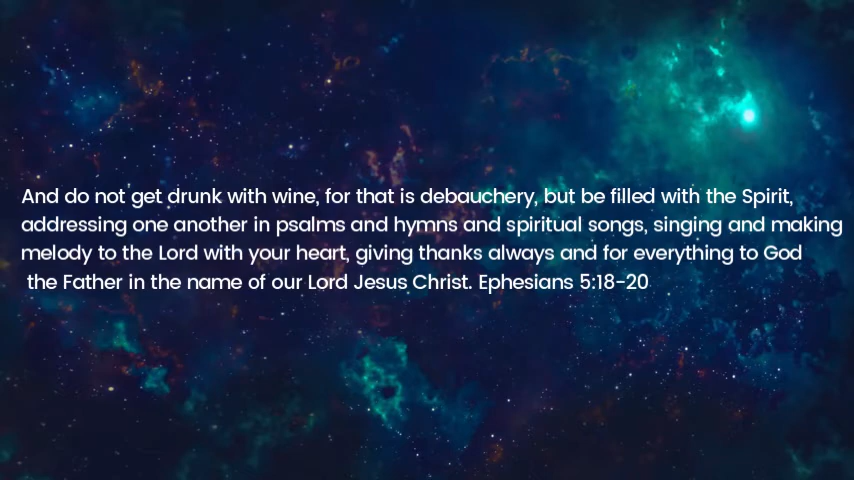 And do not get drunk with wine, for that is debauchery, but be filled with the Spirit,
addressing one another in psalms and hymns and spiritual songs, singing and making
melody to the Lord with your heart, giving thanks always and for everything to God
the Father in the name of our Lord Jesus Christ. Ephesians 5:18-20